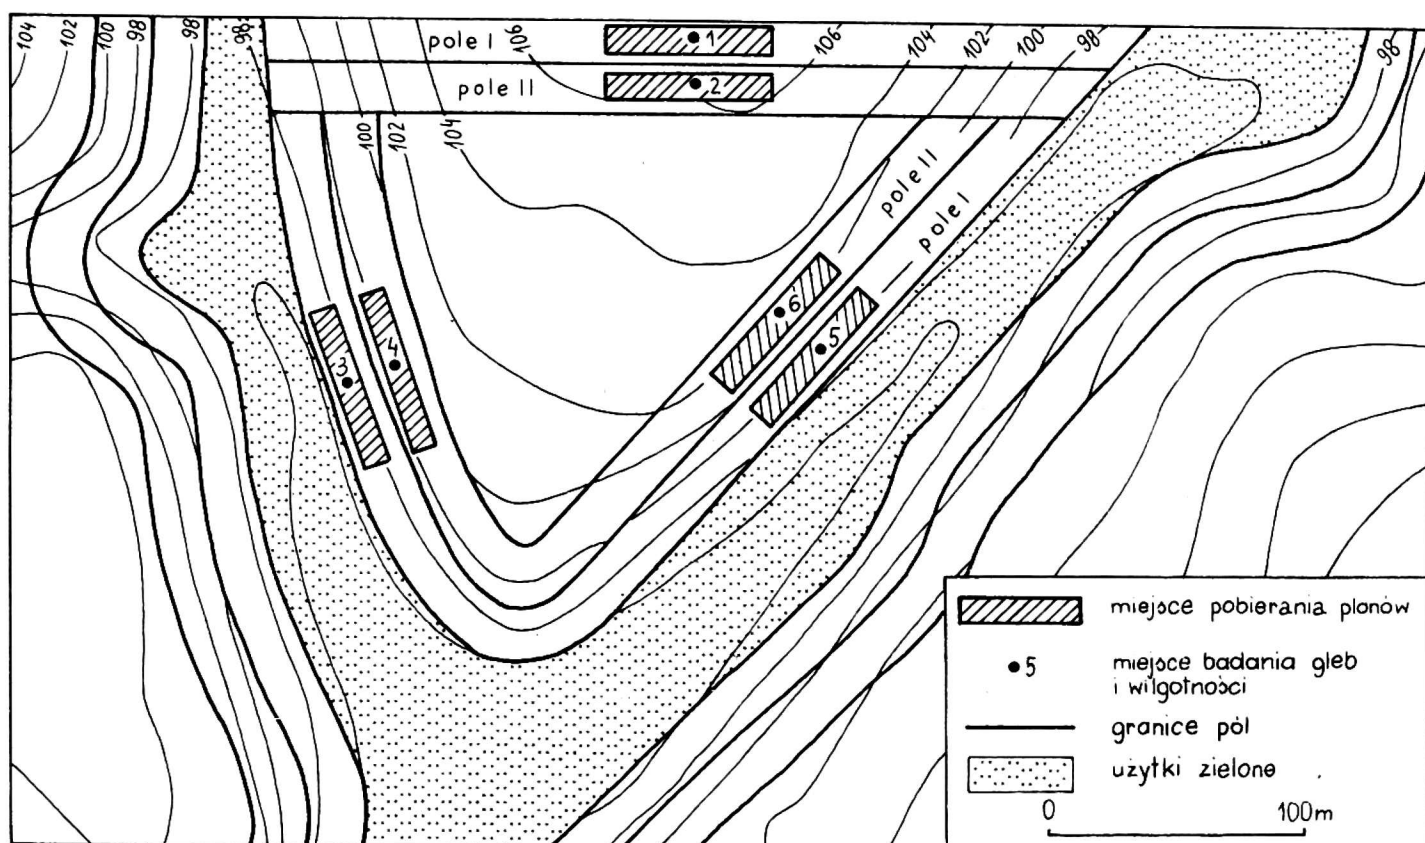 104
102
100
98
98
98
pole I
106
1
106
104
102
100
98
98
pole II
2
100
102
104
pole II
pole I
3
4
6
5
miejsce pobierania plonów
5 miejsce badania gleb
i wilgotności
granice pól
użytki zielone
0 100m